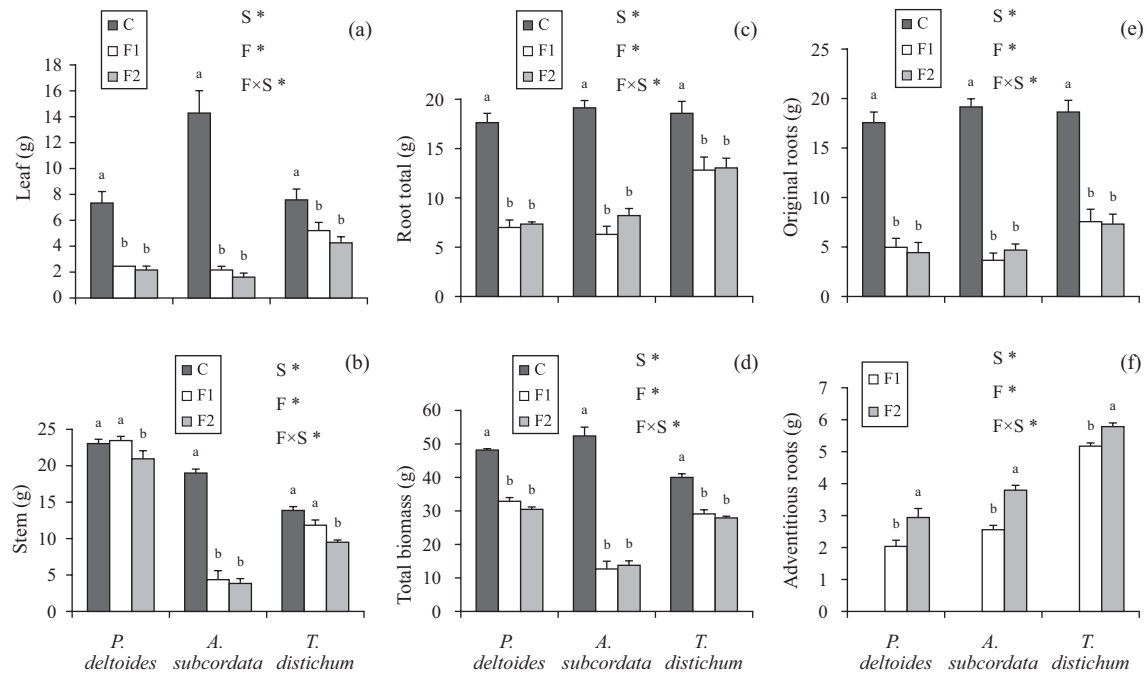 (a)
C
F1
F2
S *
F *
F×S *
Leaf (g)
18
16
14
12
10
8
6
4
2
0
a
b
b
a
b
b
a
b
b
(c)
C
F1
F2
S *
F *
F×S *
Root total (g)
20
15
10
5
0
a
b
b
a
b
b
a
b
b
(e)
C
F1
F2
S *
F *
F×S *
Original roots (g)
25
20
15
10
5
0
a
b
b
a
b
b
a
b
b
(b)
C
F1
F2
S *
F *
F×S *
Stem (g)
25
20
15
10
5
0
a
a
b
a
b
b
a
a
b
P. deltoides
A. subcordata
T. distichum
(d)
C
F1
F2
S *
F *
F×S *
Total biomass (g)
60
50
40
30
20
10
0
a
b
b
a
b
b
a
b
b
P. deltoides
A. subcordata
T. distichum
(f)
F1
F2
S *
F *
F×S *
Adventitious roots (g)
7
6
5
4
3
2
1
0
b
a
b
a
b
a
P. deltoides
A. subcordata
T. distichum